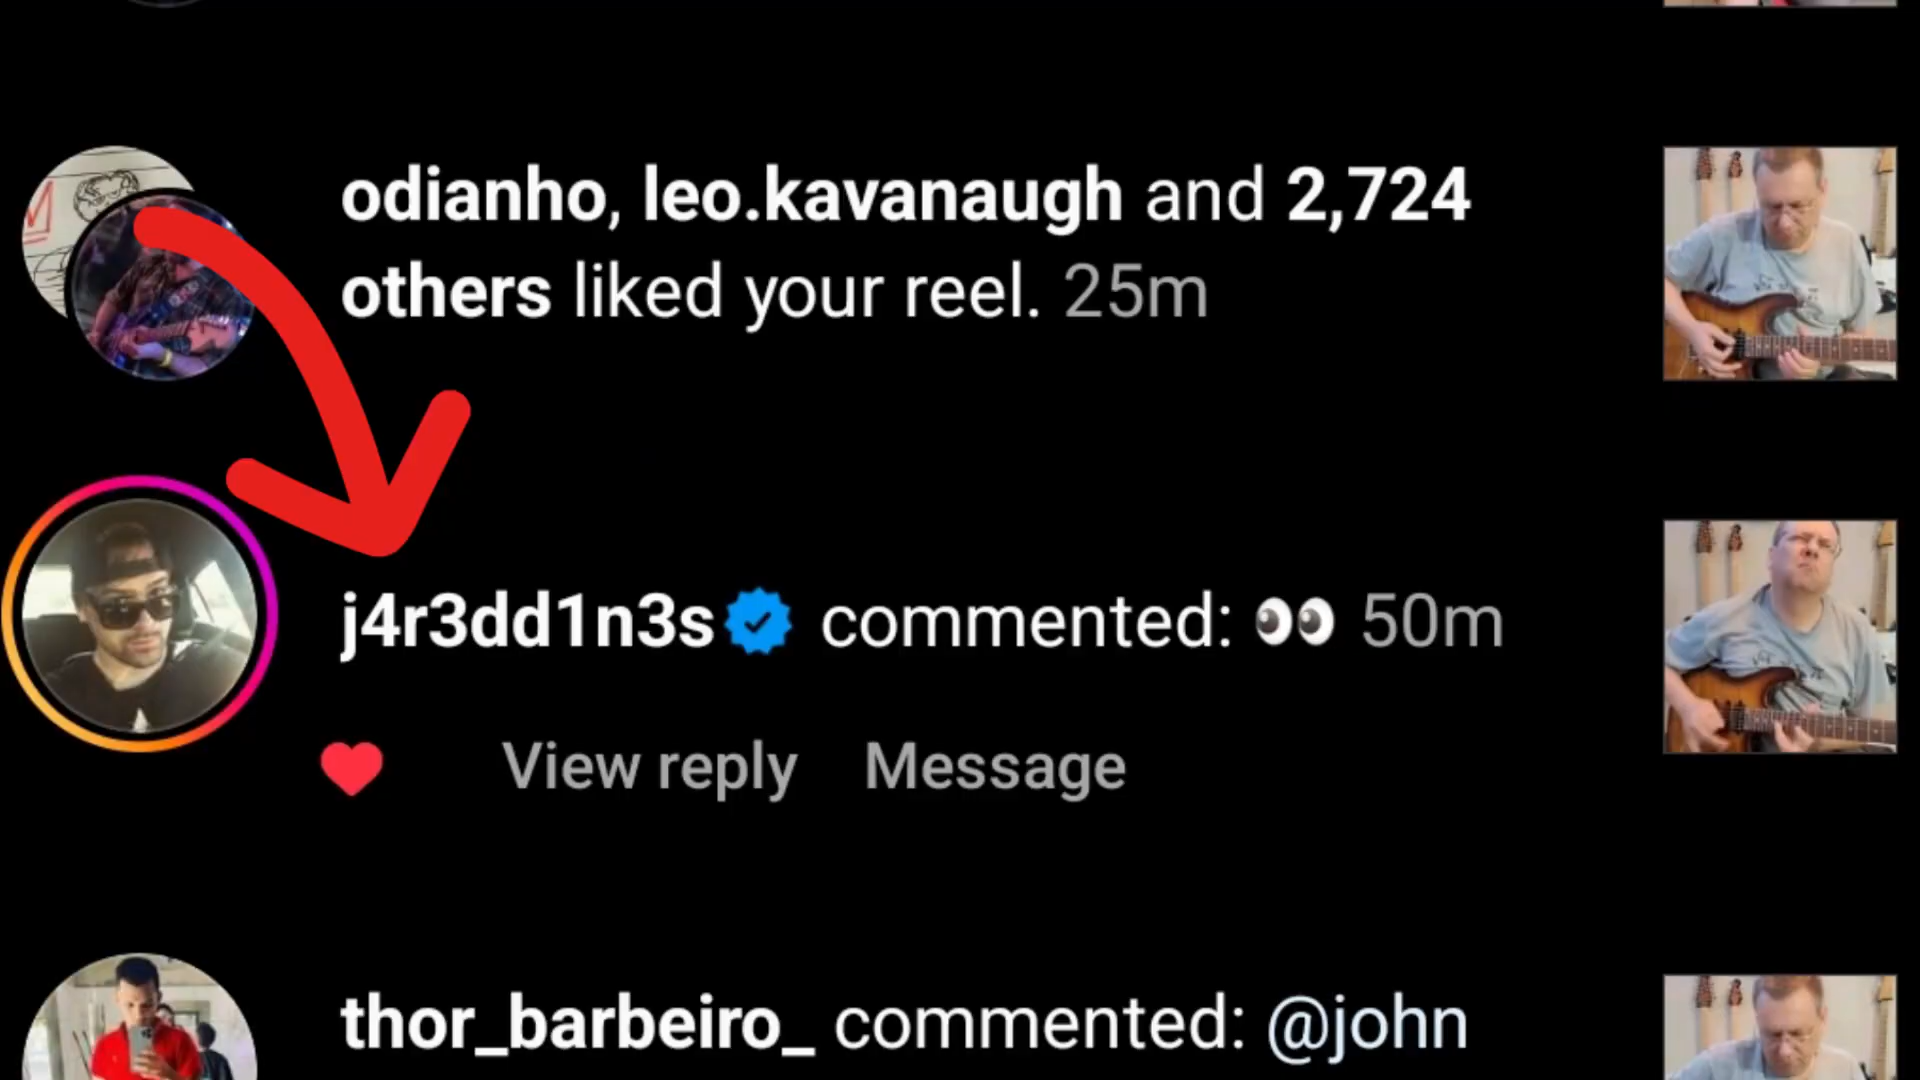 odianho, leo.kavanaugh and 2,724
others liked your reel. 25m
j4r3dd1n3s commented: 👀 50m
View reply Message
thor_barbeiro_ commented: @john